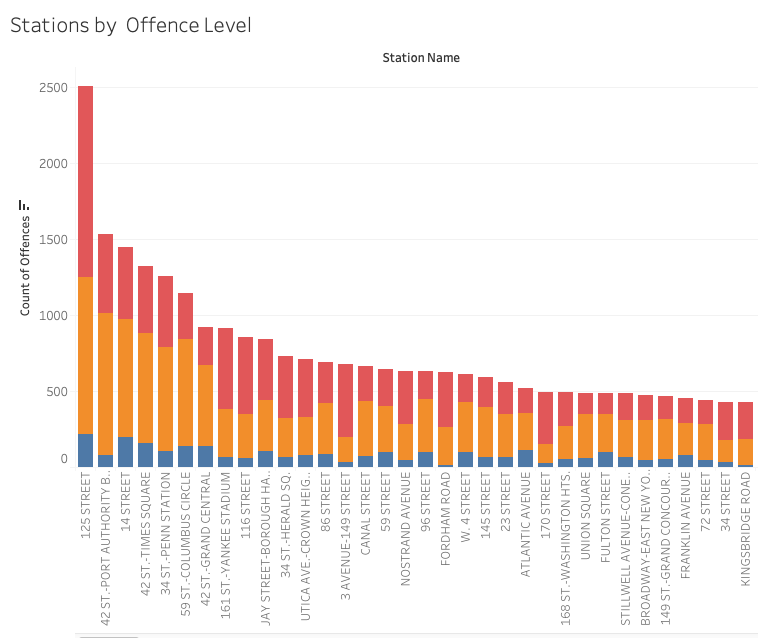 Stations by  Offence Level
Station Name
Count of Offences
2500
2000
1500
1000
500
0
125 STREET
42 ST.-PORT AUTHORITY B..
14 STREET
42 ST.-TIMES SQUARE
34 ST.-PENN STATION
59 ST.-COLUMBUS CIRCLE
42 ST.-GRAND CENTRAL
161 ST.-YANKEE STADIUM
116 STREET
JAY STREET-BOROUGH HA..
34 ST.-HERALD SQ.
UTICA AVE.-CROWN HEIG..
86 STREET
3 AVENUE-149 STREET
CANAL STREET
59 STREET
NOSTRAND AVENUE
96 STREET
FORDHAM ROAD
W. 4 STREET
145 STREET
23 STREET
ATLANTIC AVENUE
170 STREET
168 ST.-WASHINGTON HTS.
UNION SQUARE
FULTON STREET
STILLWELL AVENUE-CONE..
BROADWAY-EAST NEW YO..
149 ST.-GRAND CONCOUR..
FRANKLIN AVENUE
72 STREET
34 STREET
KINGSBRIDGE ROAD